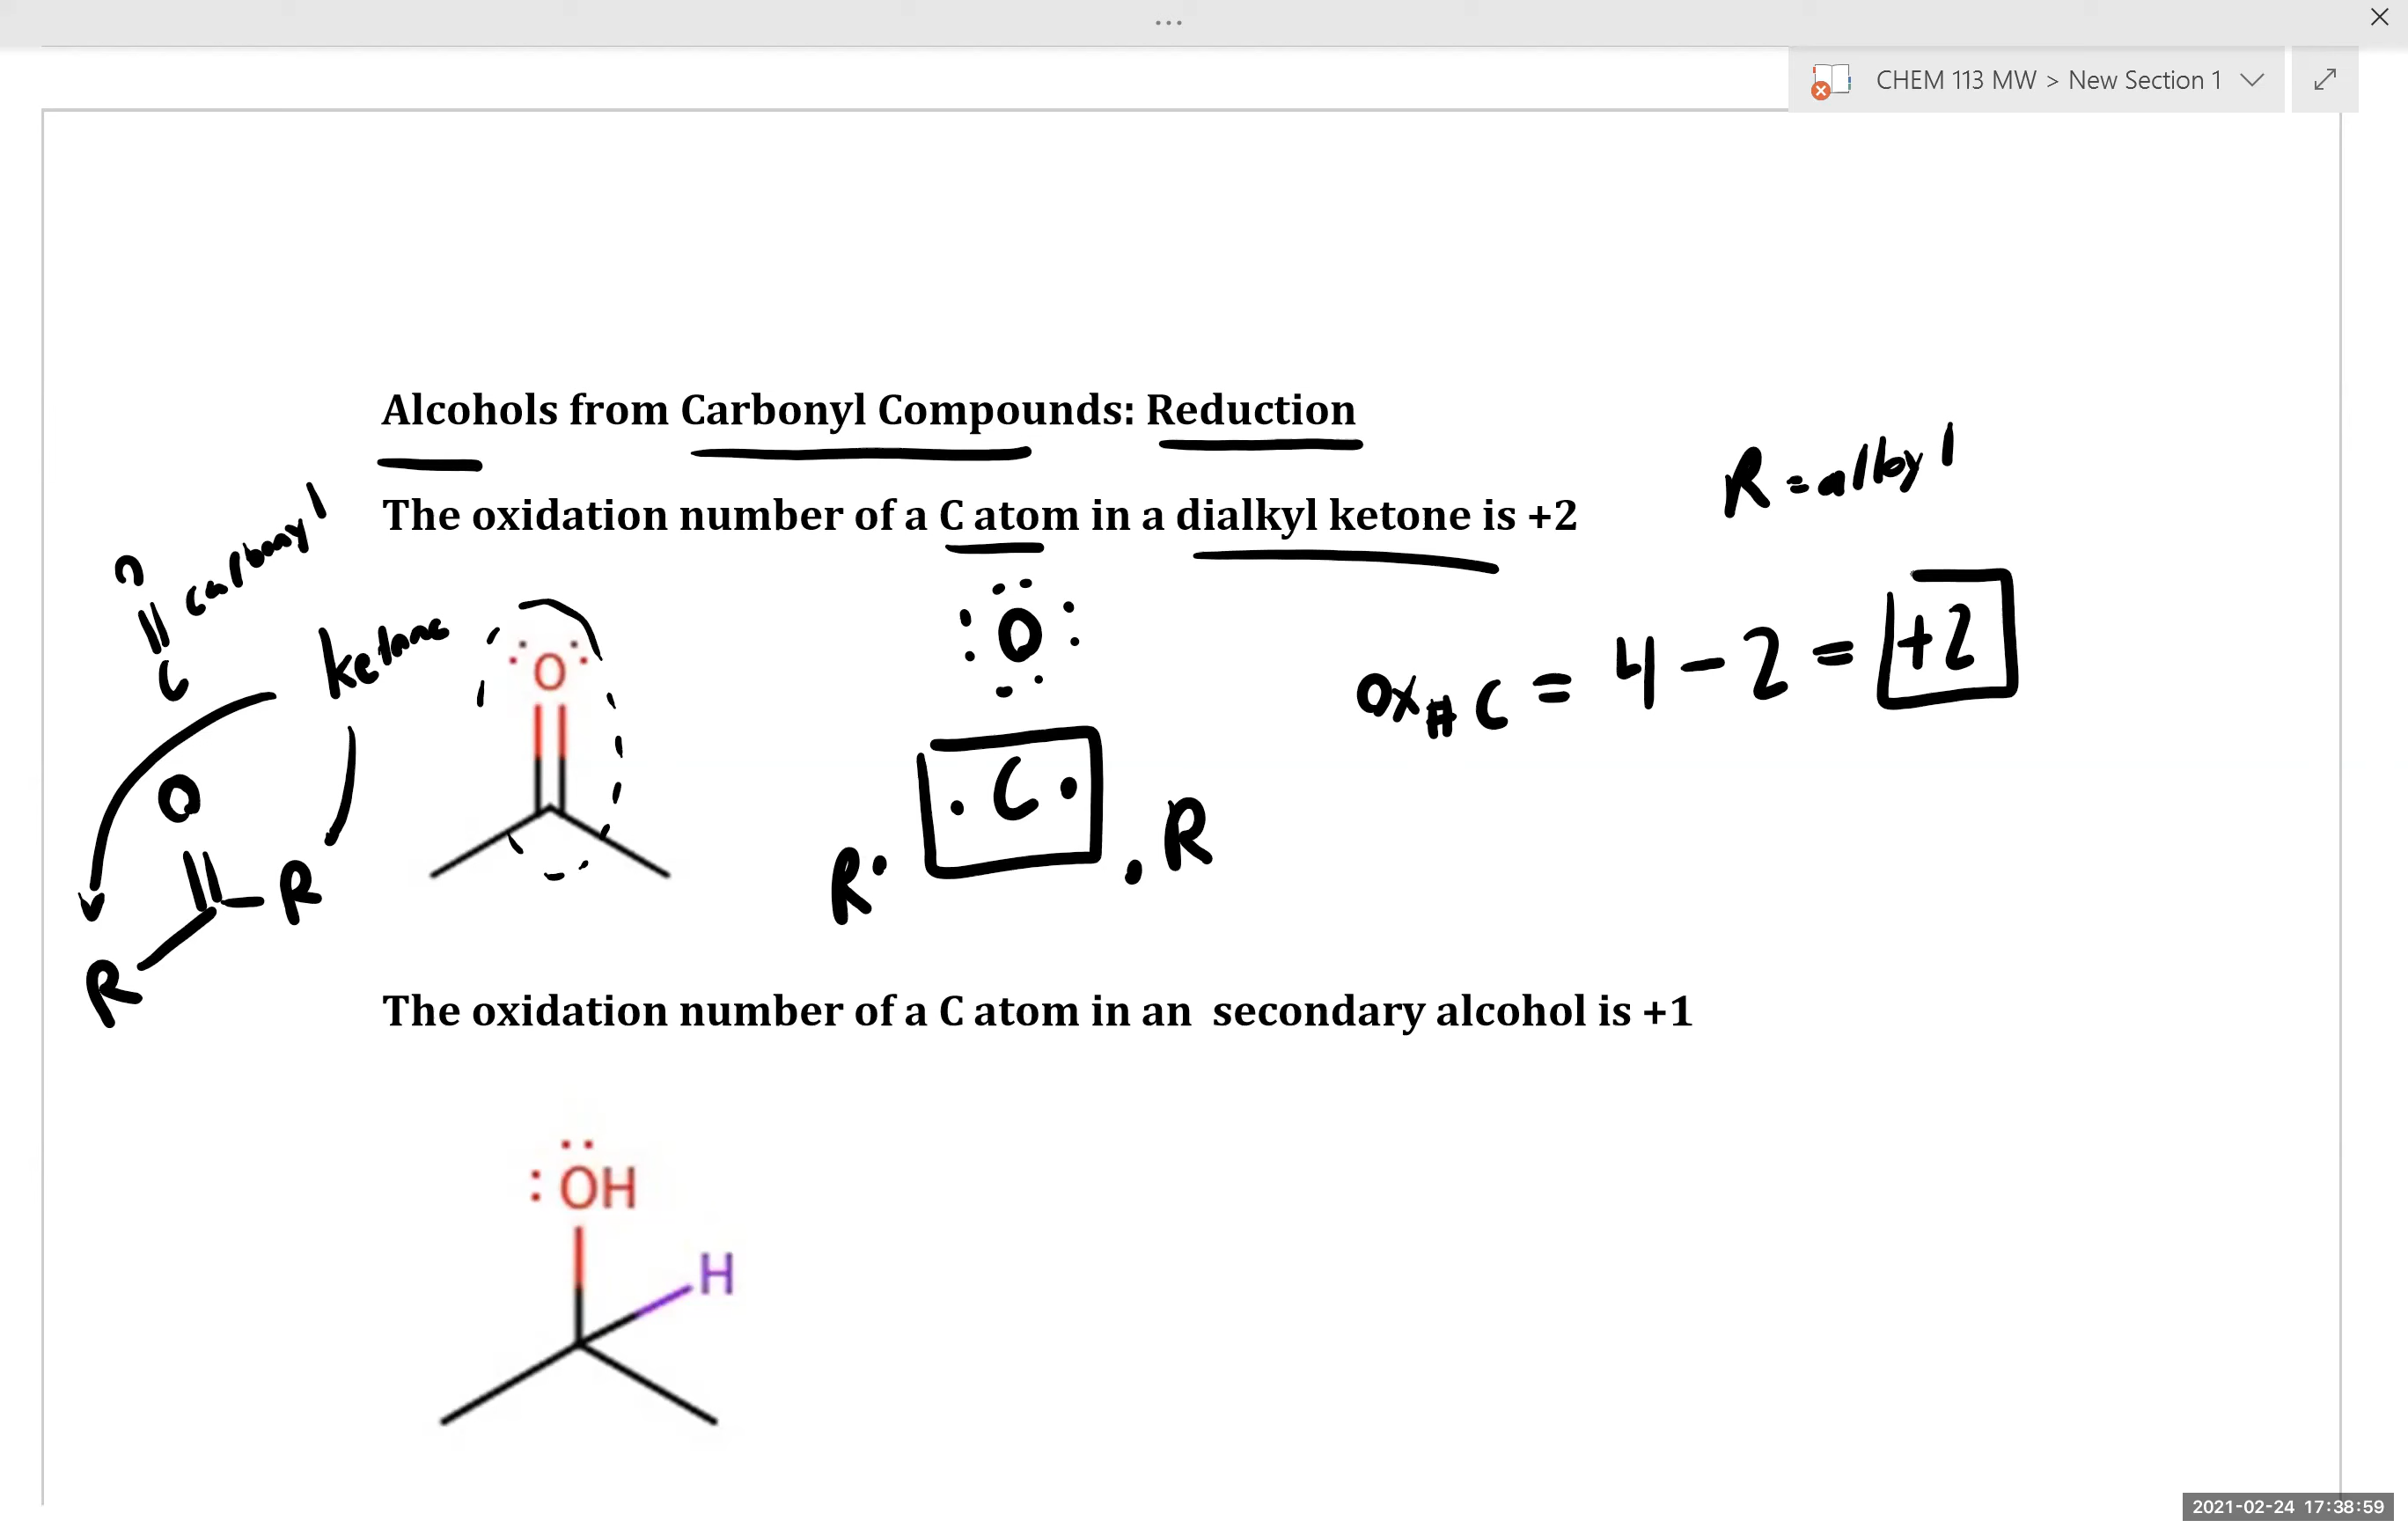 CHEM 113 MW > New Section 1
Alcohols from Carbonyl Compounds: Reduction
R = alkyl
The oxidation number of a C atom in a dialkyl ketone is +2
carbonyl
O
C
ketone
O
O
ox# C = 4 - 2 = +2
C
O
R
R
R
R
The oxidation number of a C atom in an secondary alcohol is +1
OH
H
2021-02-24 17:38:59